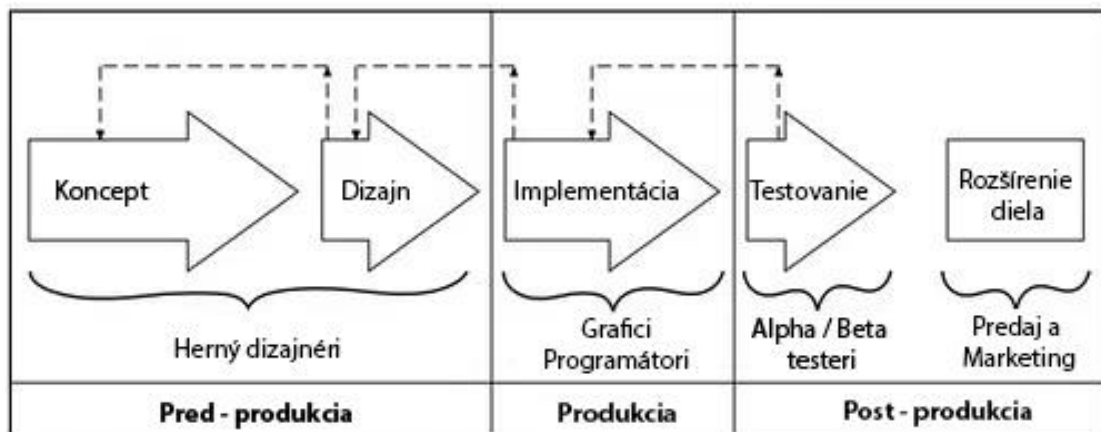 Koncept
Dizajn
Implementácia
Testovanie
Rozšírenie
diela
Herný dizajnéri
Grafici
Programátori
Alpha / Beta
testeri
Predaj a
Marketing
Pred - produkcia
Produkcia
Post - produkcia